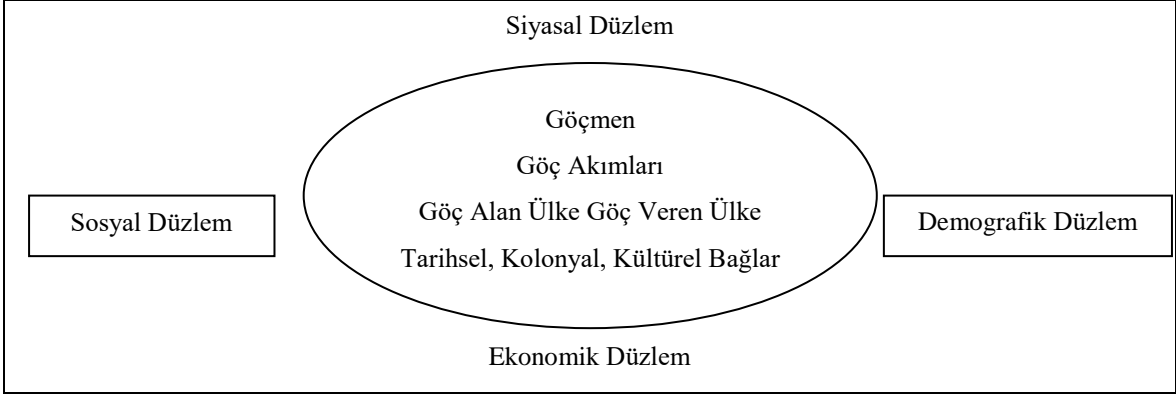 Siyasal Düzlem
Göçmen
Göç Akımları
Göç Alan Ülke Göç Veren Ülke
Tarihsel, Kolonyal, Kültürel Bağlar
Sosyal Düzlem
Demografik Düzlem
Ekonomik Düzlem